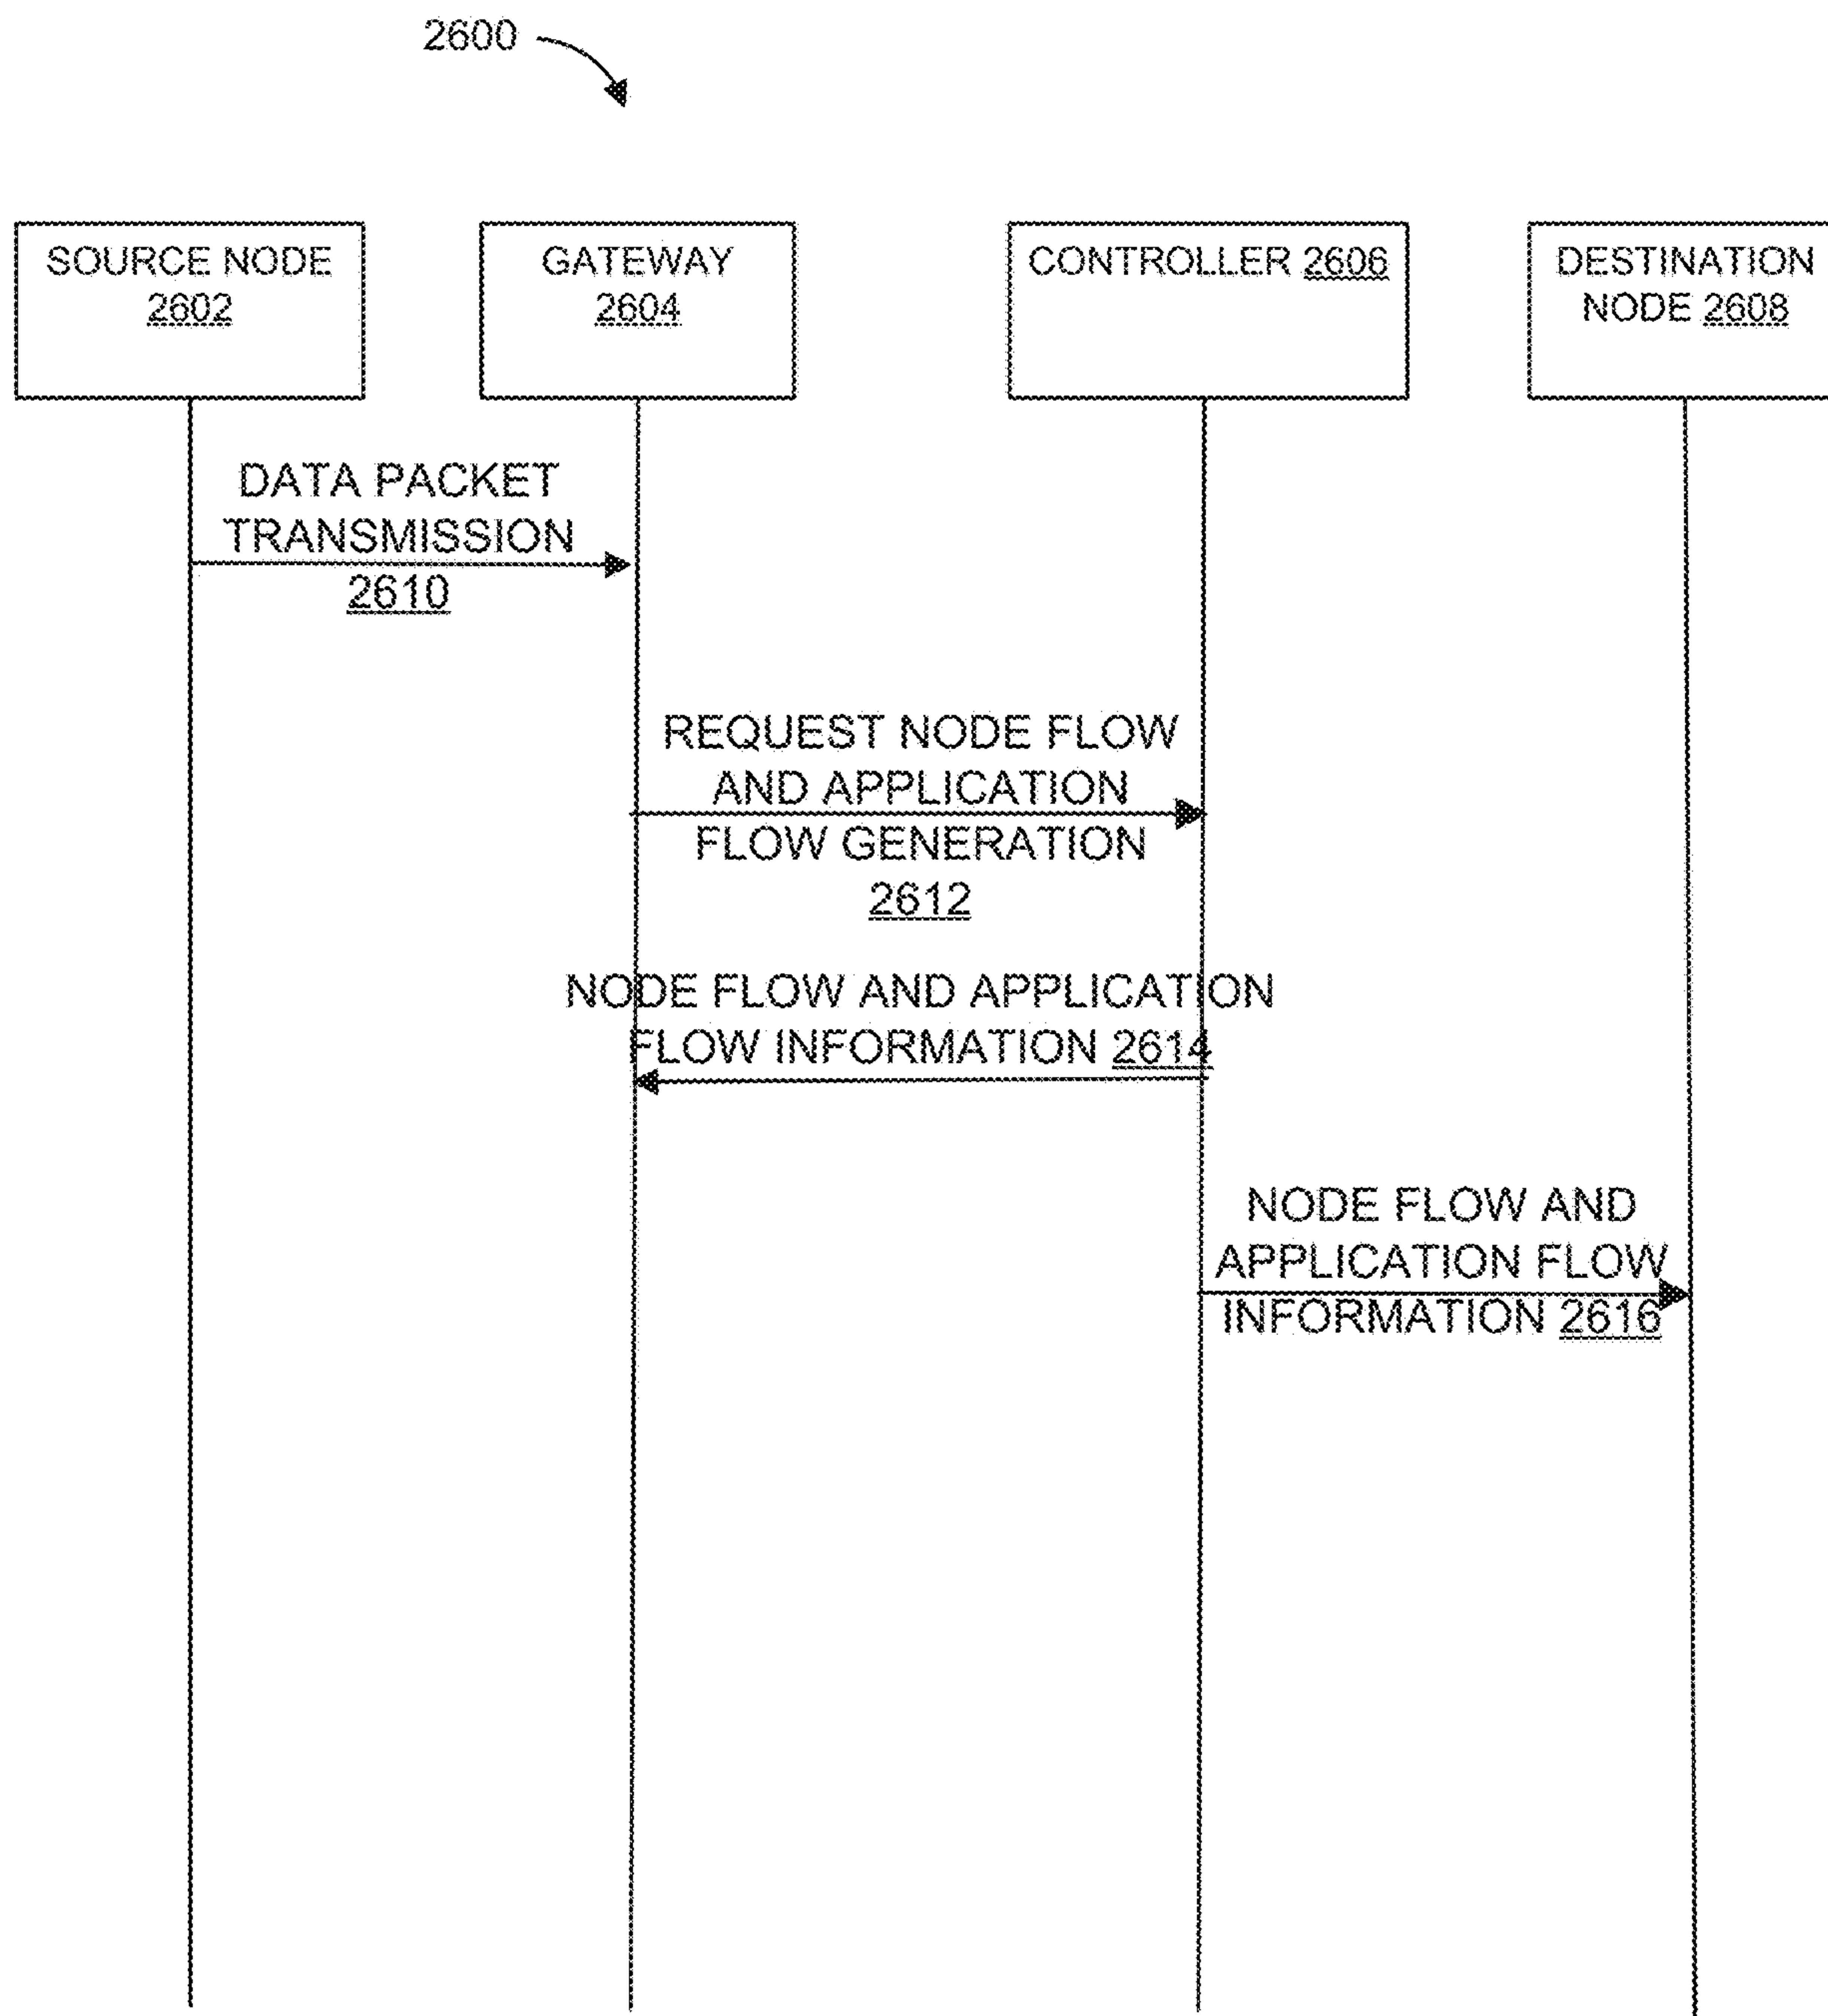 2600
SOURCE NODE
2602
GATEWAY
2604
CONTROLLER 2606
DESTINATION
NODE 2608
DATA PACKET
TRANSMISSION
2610
REQUEST NODE FLOW
AND APPLICATION
FLOW GENERATION
2612
NODE FLOW AND APPLICATION
FLOW INFORMATION 2614
NODE FLOW AND
APPLICATION FLOW
INFORMATION 2616